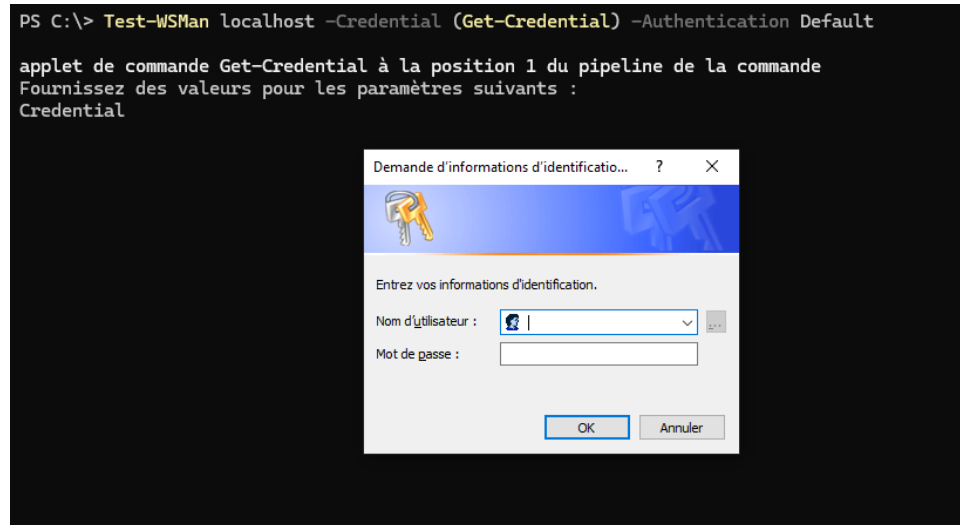 PS C:\> Test-WSMan localhost -Credential (Get-Credential) -Authentication Default
applet de commande Get-Credential à la position 1 du pipeline de la commande
Fournissez des valeurs pour les paramètres suivants :
Credential
Demande d’informations d’identificatio... ? ×
Entrez vos informations d'identification.
Nom d’utilisateur :
...
Mot de passe :
OK Annuler